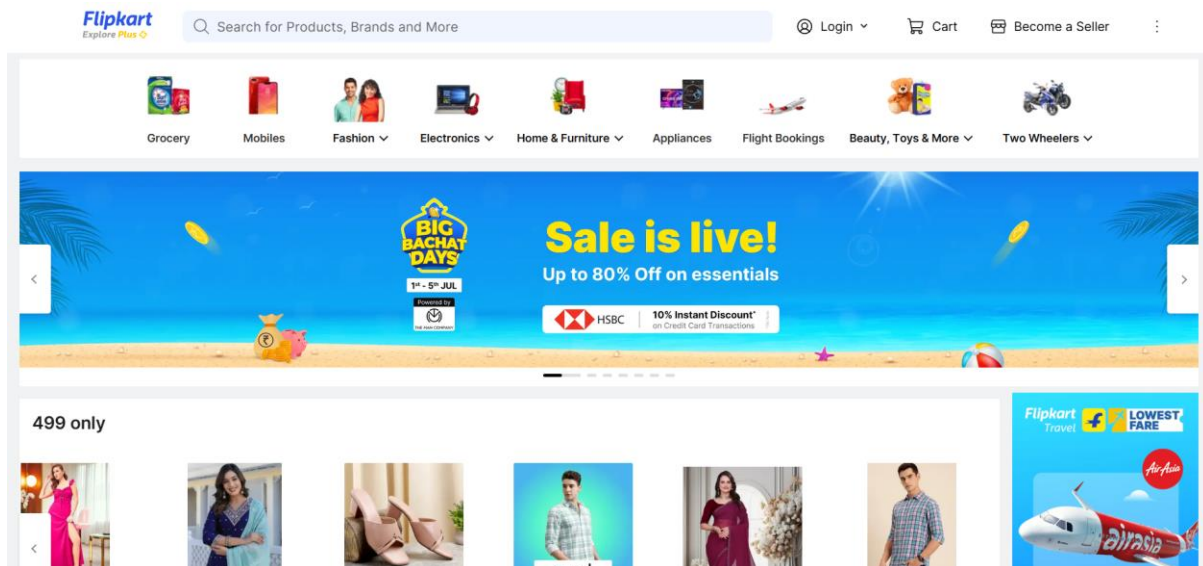 Flipkart
Explore Plus
Search for Products, Brands and More
Login
Cart
Become a Seller
Grocery
Mobiles
Fashion
Electronics
Home & Furniture
Appliances
Flight Bookings
Beauty, Toys & More
Two Wheelers
BIG
BACHAT
DAYS
1st - 5th JUL
Powered by
THE MAN COMPANY
Sale is live!
Up to 80% Off on essentials
HSBC
10% Instant Discount*
on Credit Card Transactions
499 only
Flipkart
Travel
LOWEST
FARE
AirAsia
airasia